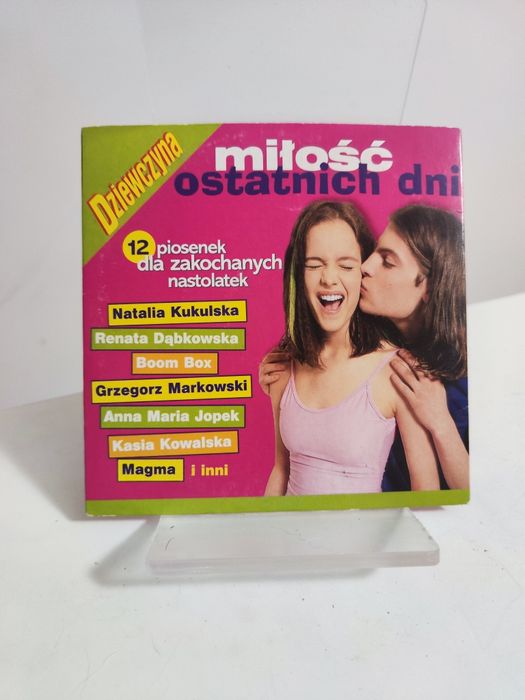 Dziewczyna
miłość
ostatnich dni
12 piosenek
dla zakochanych
nastolatek
Natalia Kukulska
Renata Dąbkowska
Boom Box
Grzegorz Markowski
Anna Maria Jopek
Kasia Kowalska
Magma i inni